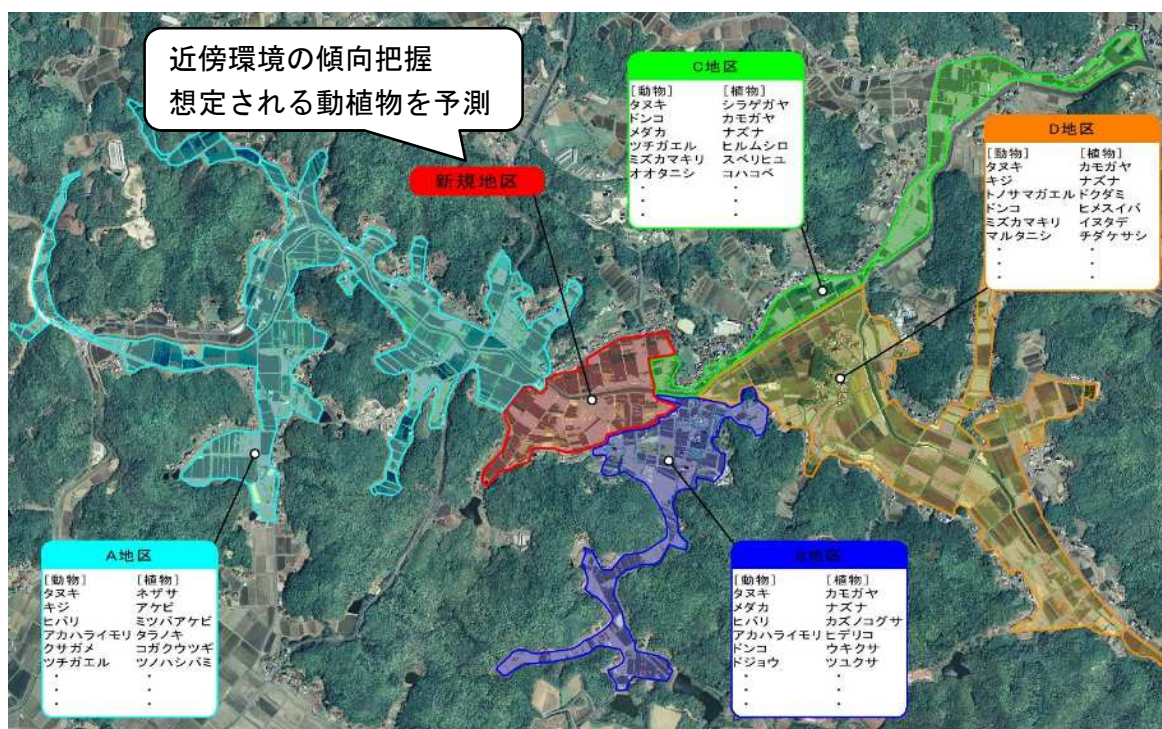 近傍環境の傾向把握
想定される動植物を予測
新規地区
C地区
[動物] [植物]
タヌキ シラゲガヤ
ドンコ カモガヤ
メダカ ナズナ
ツチガエル ヒルムシロ
ミズカマキリ スベリヒユ
オオタニシ コハコベ
・ ・
・ ・
D地区
[動物] [植物]
タヌキ カモガヤ
キジ ナズナ
トノサマガエル ドクダミ
ドンコ ヒメスイバ
ミズカマキリ イヌタデ
マルタニシ チダケサシ
・ ・
・ ・
・ ・
A地区
[動物] [植物]
タヌキ ネザサ
キジ アケビ
ヒバリ ミツバアケビ
アカハライモリ タラノキ
クサガメ コガクウツギ
ツチガエル ツノハシバミ
・ ・
・ ・
・ ・
B地区
[動物] [植物]
タヌキ カモガヤ
メダカ ナズナ
ヒバリ カズノコグサ
アカハライモリ ヒデリコ
ドンコ ウキクサ
ドジョウ ツユクサ
・ ・
・ ・
・ ・